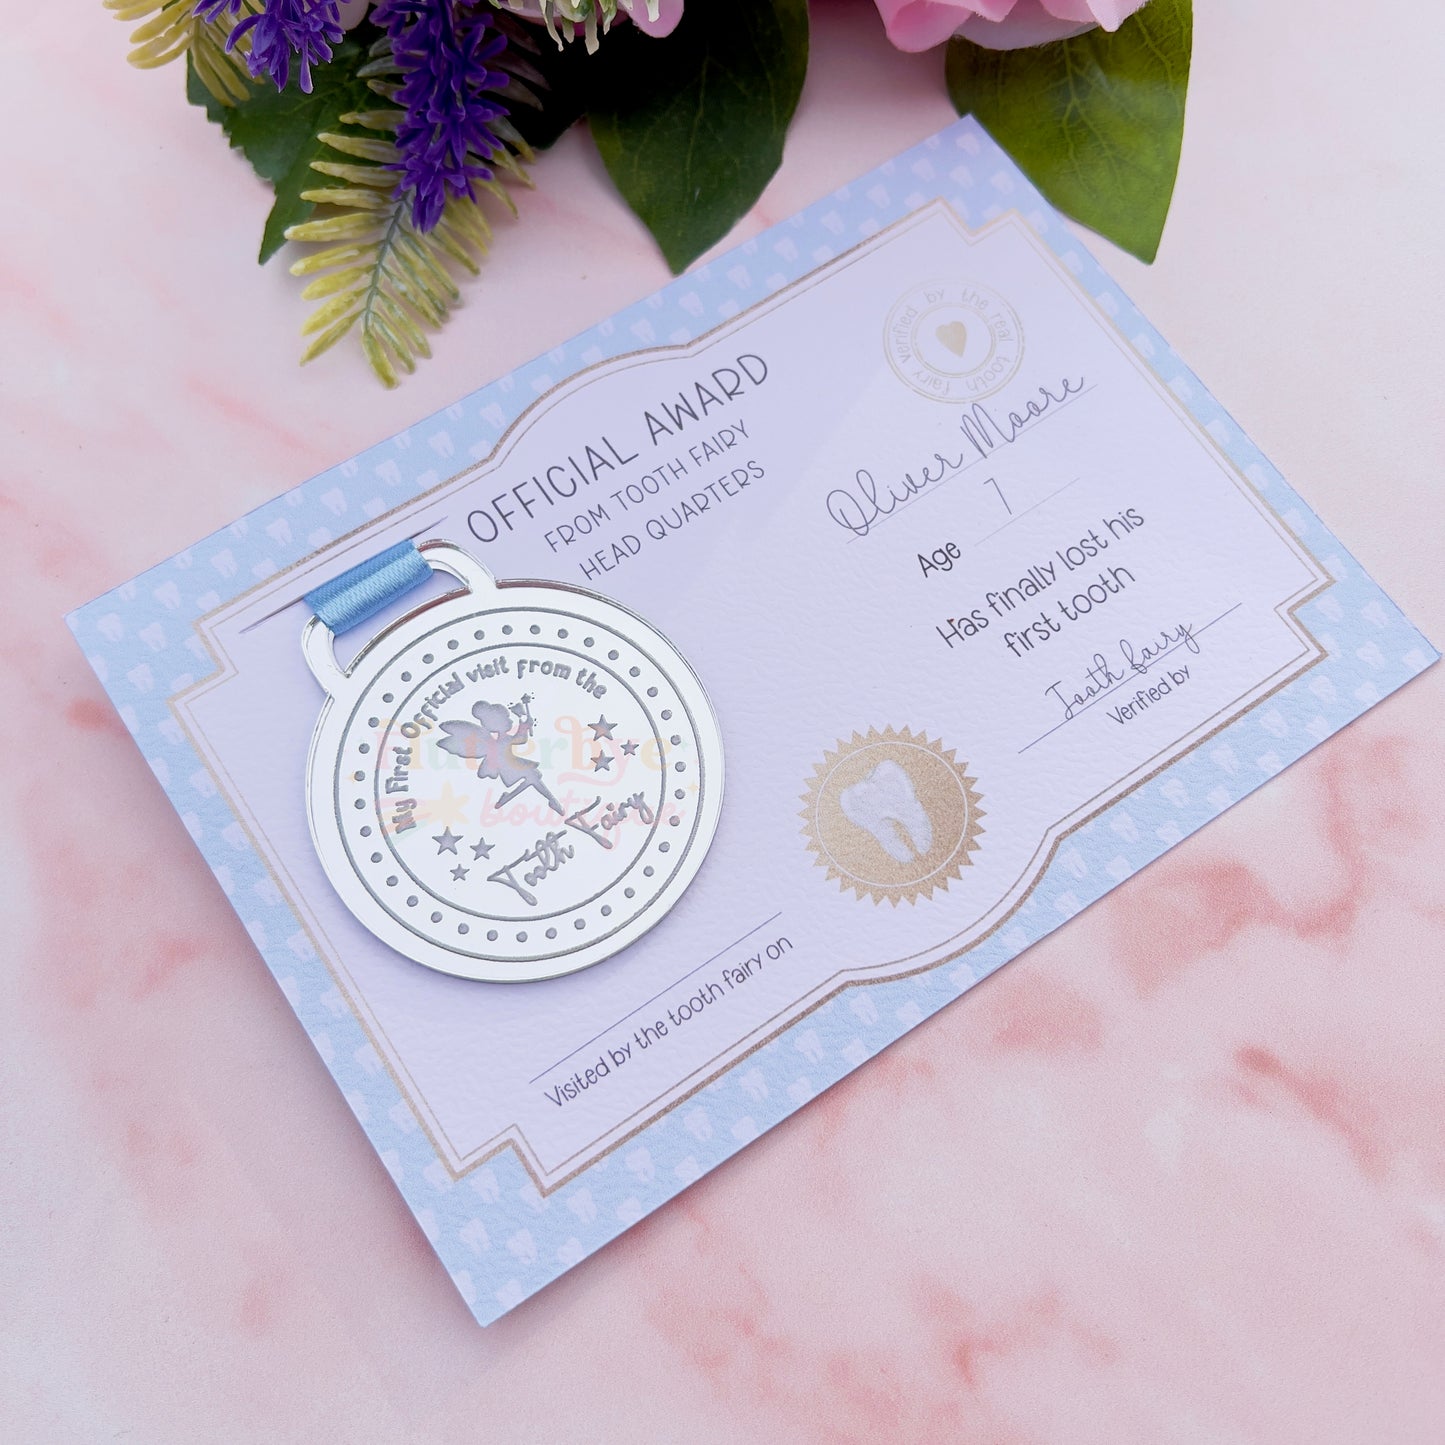 OFFICIAL AWARD
FROM TOOTH FAIRY
HEAD QUARTERS
verified by the real tooth fairy
Oliver Moore
Age 7
Has finally lost his
first tooth
Tooth fairy
Verified by
My First Official visit from the
Tooth Fairy
Flutterbye
boutique
Visited by the tooth fairy on